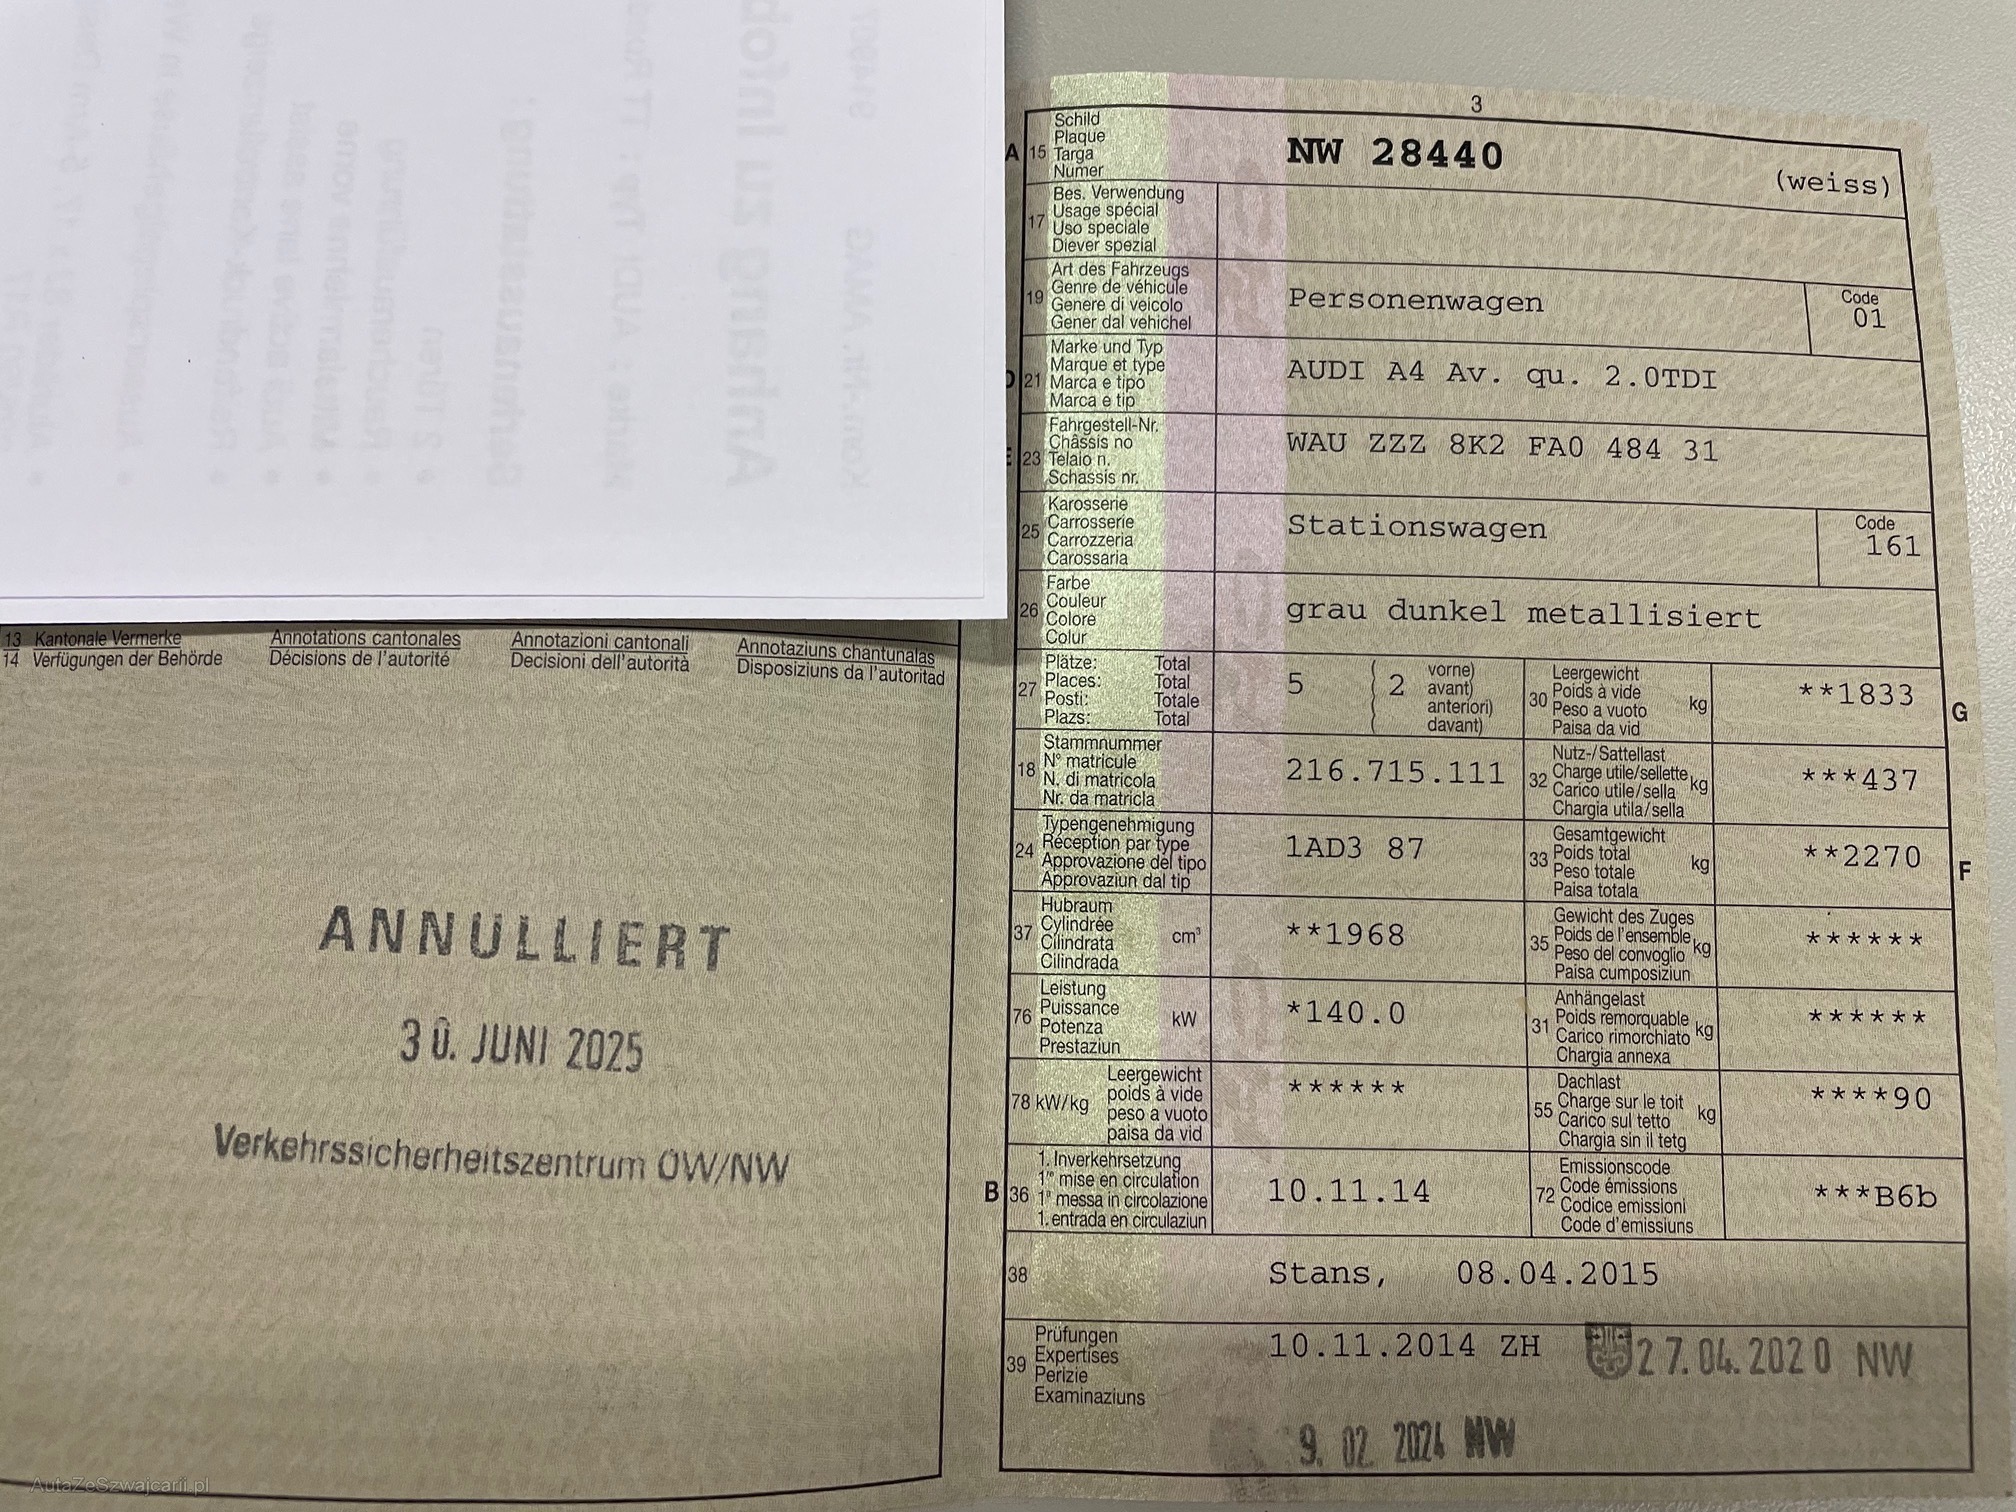 13 Kantonale Vermerke Annotations cantonales Annotazioni cantonali Annotaziuns chantunalas
14 Verfügungen der Behörde Décisions de l'autorité Decisioni dell'autorità Disposiziuns da l'autoritad
ANNULLIERT
30. JUNI 2025
Verkehrssicherheitszentrum OW/NW
3
A 15 Schild
Plaque
Targa
Numer
NW 28440
(weiss)
17 Bes. Verwendung
Usage spécial
Uso speciale
Diever spezial
19 Art des Fahrzeugs
Genre de véhicule
Genere di veicolo
Gener dal vehichel
Personenwagen
Code
01
D 21 Marke und Typ
Marque et type
Marca e tipo
Marca e tip
AUDI A4 Av. qu. 2.0TDI
E 23 Fahrgestell-Nr.
Châssis no
Telaio n.
Schassis nr.
WAU ZZZ 8K2 FA0 484 31
25 Karosserie
Carrosserie
Carrozzeria
Carossaria
Stationswagen
Code
161
26 Farbe
Couleur
Colore
Colur
grau dunkel metallisiert
27 Plätze: Total
Places: Total
Posti: Totale
Plazs: Total
5 ( 2 vorne)
avant)
anteriori)
davant)
30 Leergewicht
Poids à vide
Peso a vuoto
Paisa da vid
kg
**1833
G
18 Stammnummer
N° matricule
N. di matricola
Nr. da matricla
216.715.111
32 Nutz-/Sattellast
Charge utile/sellette
Carico utile/sella
Chargia utila/sella
kg
***437
24 Typengenehmigung
Réception par type
Approvazione del tipo
Approvaziun dal tip
1AD3 87
33 Gesamtgewicht
Poids total
Peso totale
Paisa totala
kg
**2270
F
37 Hubraum
Cylindrée
Cilindrata
Cilindrada
cm³
**1968
35 Gewicht des Zuges
Poids de l'ensemble
Peso del convoglio
Paisa cumposiziun
kg
******
76 Leistung
Puissance
Potenza
Prestaziun
kW
*140.0
31 Anhängelast
Poids remorquable
Carico rimorchiato
Chargia annexa
kg
******
78 kW/kg
Leergewicht
poids à vide
peso a vuoto
paisa da vid
******
55 Dachlast
Charge sur le toit
Carico sul tetto
Chargia sin il tetg
kg
****90
B 36 1. Inverkehrsetzung
1re mise en circulation
1a messa in circolazione
1. entrada en circulaziun
10.11.14
72 Emissionscode
Code émissions
Codice emissioni
Code d'emissiuns
***B6b
38 Stans, 08.04.2015
39 Prüfungen
Expertises
Perizie
Examinaziuns
10.11.2014 ZH
27.04.2020 NW
9. 02. 2024 NW
AutaZeSzwajcarii.pl